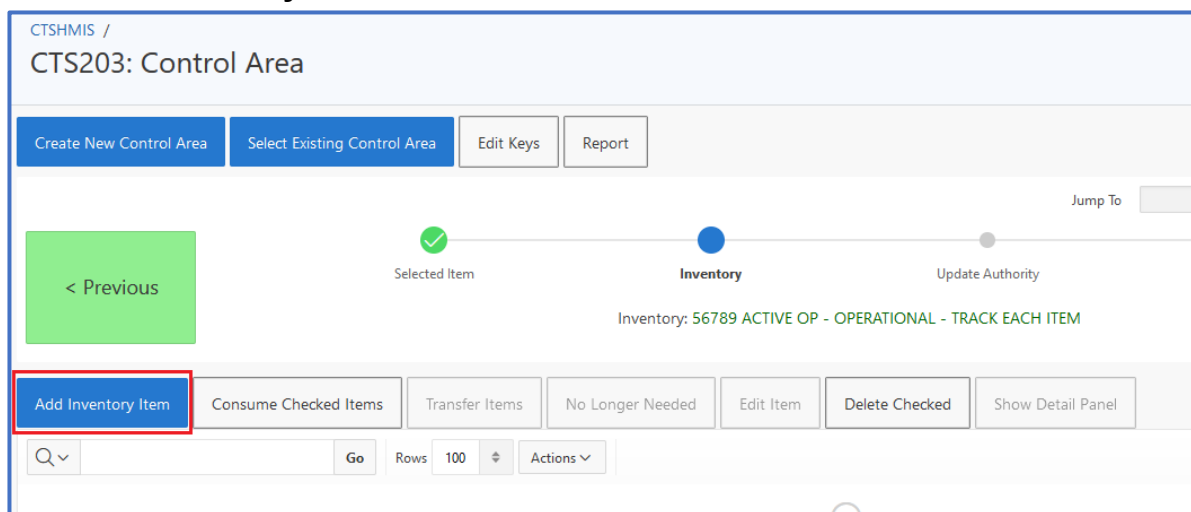 CTSHMIS /
CTS203: Control Area
Create New Control Area Select Existing Control Area Edit Keys Report
Jump To
< Previous
Selected Item Inventory Update Authority
Inventory: 56789 ACTIVE OP - OPERATIONAL - TRACK EACH ITEM
Add Inventory Item Consume Checked Items Transfer Items No Longer Needed Edit Item Delete Checked Show Detail Panel
Go Rows 100 Actions